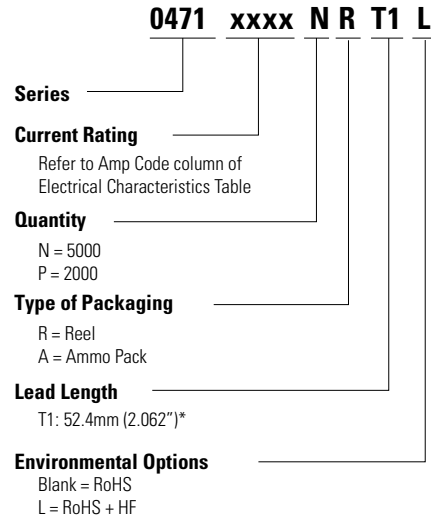 0471 xxxx N R T1 L
Series
Current Rating
Refer to Amp Code column of
Electrical Characteristics Table
Quantity
N = 5000
P = 2000
Type of Packaging
R = Reel
A = Ammo Pack
Lead Length
T1: 52.4mm (2.062”)*
Environmental Options
Blank = RoHS
L = RoHS + HF